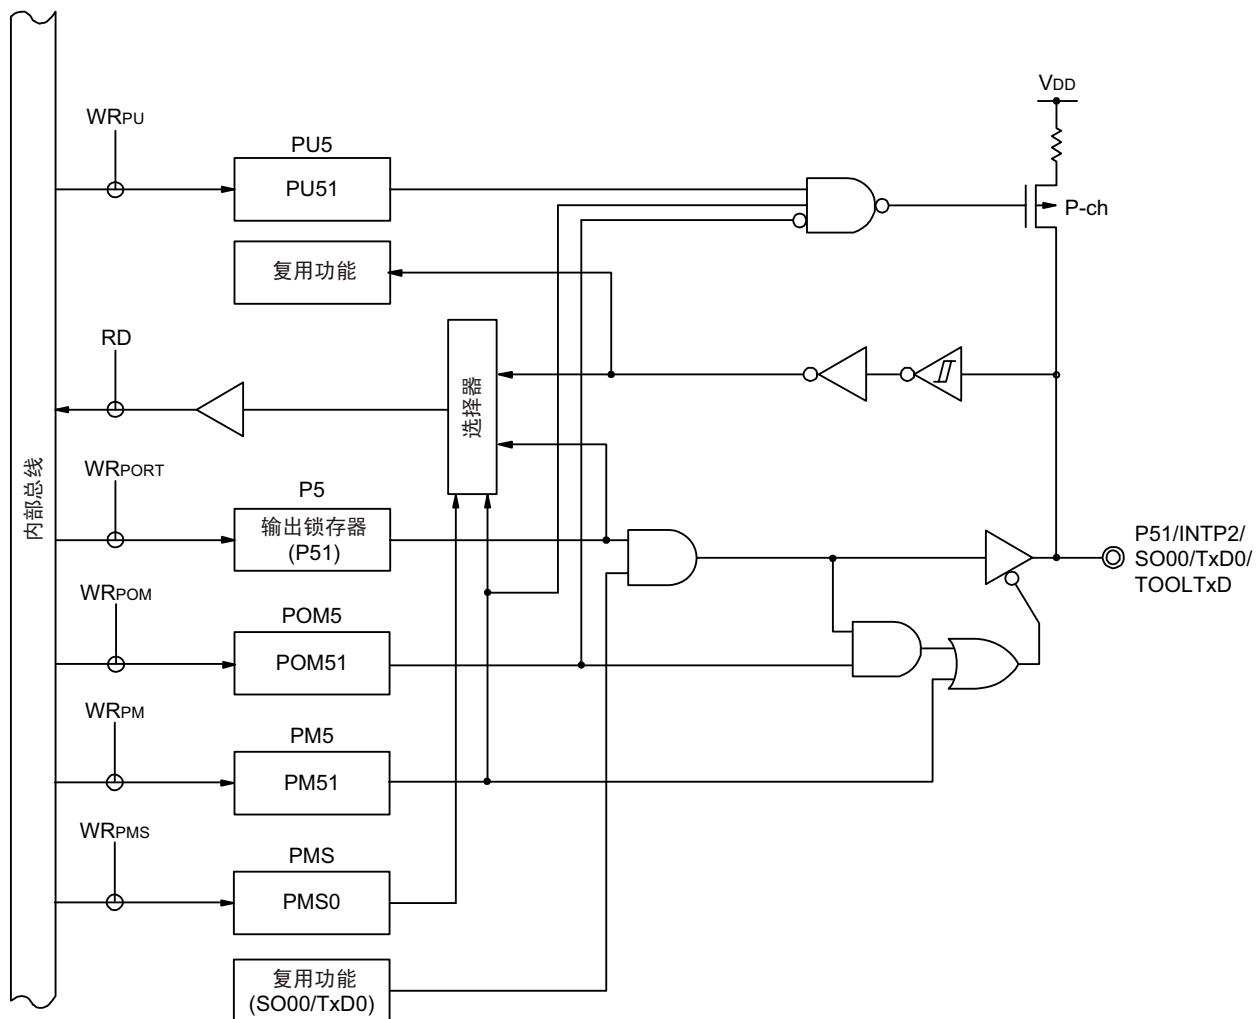 VDD
WRPU
PU5
PU51
P-ch
复用功能
RD
选择器
内部总线
WRPORT
P5
输出锁存器
(P51)
P51/INTP2/
SO00/TxD0/
TOOLTxD
WRPOM
POM5
POM51
WRPM
PM5
PM51
WRPMS
PMS
PMS0
复用功能
(SO00/TxD0)